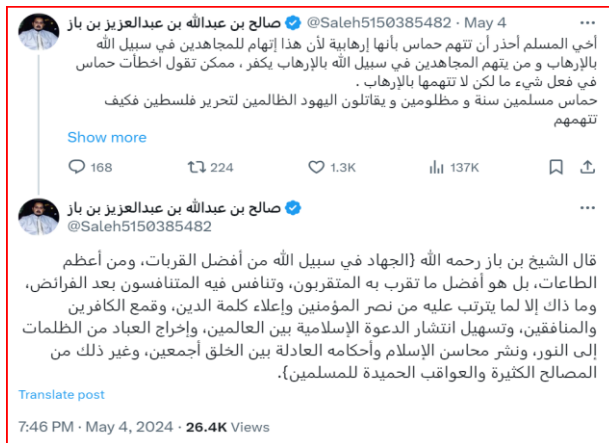 صالح بن عبدالله بن عبدالعزيز بن باز @Saleh5150385482 · May 4
أخي المسلم أحذر أن تتهم حماس بأنها إرهابية لأن هذا إتهام للمجاهدين في سبيل الله
بالإرهاب و من يتهم المجاهدين في سبيل الله بالإرهاب يكفر ، ممكن تقول اخطأت حماس
في فعل شيء ما لكن لا تتهمها بالإرهاب .
حماس مسلمين سنة و مظلومين و يقاتلون اليهود الظالمين لتحرير فلسطين فكيف
تتهمهم
Show more
168 224 1.3K 137K
صالح بن عبدالله بن عبدالعزيز بن باز
@Saleh5150385482
قال الشيخ بن باز رحمه الله {الجهاد في سبيل الله من أفضل القربات، ومن أعظم
الطاعات، بل هو أفضل ما تقرب به المتقربون، وتنافس فيه المتنافسون بعد الفرائض،
وما ذاك إلا لما يترتب عليه من نصر المؤمنين وإعلاء كلمة الدين، وقمع الكافرين
والمنافقين، وتسهيل انتشار الدعوة الإسلامية بين العالمين، وإخراج العباد من الظلمات
إلى النور، ونشر محاسن الإسلام وأحكامه العادلة بين الخلق أجمعين، وغير ذلك من
المصالح الكثيرة والعواقب الحميدة للمسلمين}.
Translate post
7:46 PM · May 4, 2024 · 26.4K Views